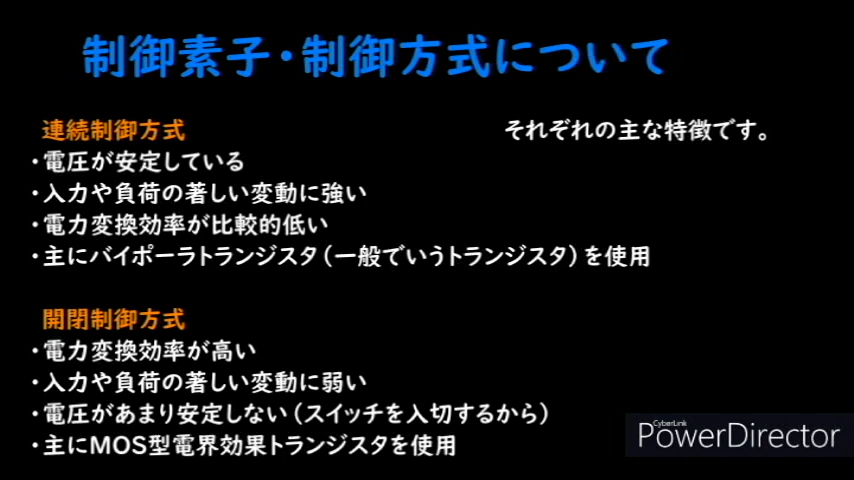 制御素子・制御方式について
連続制御方式
それぞれの主な特徴です。
・電圧が安定している
・入力や負荷の著しい変動に強い
・電力変換効率が比較的低い
・主にバイポーラトランジスタ（一般でいうトランジスタ）を使用
開閉制御方式
・電力変換効率が高い
・入力や負荷の著しい変動に弱い
・電圧があまり安定しない（スイッチを入切するから）
・主にMOS型電界効果トランジスタを使用
CyberLink
PowerDirector